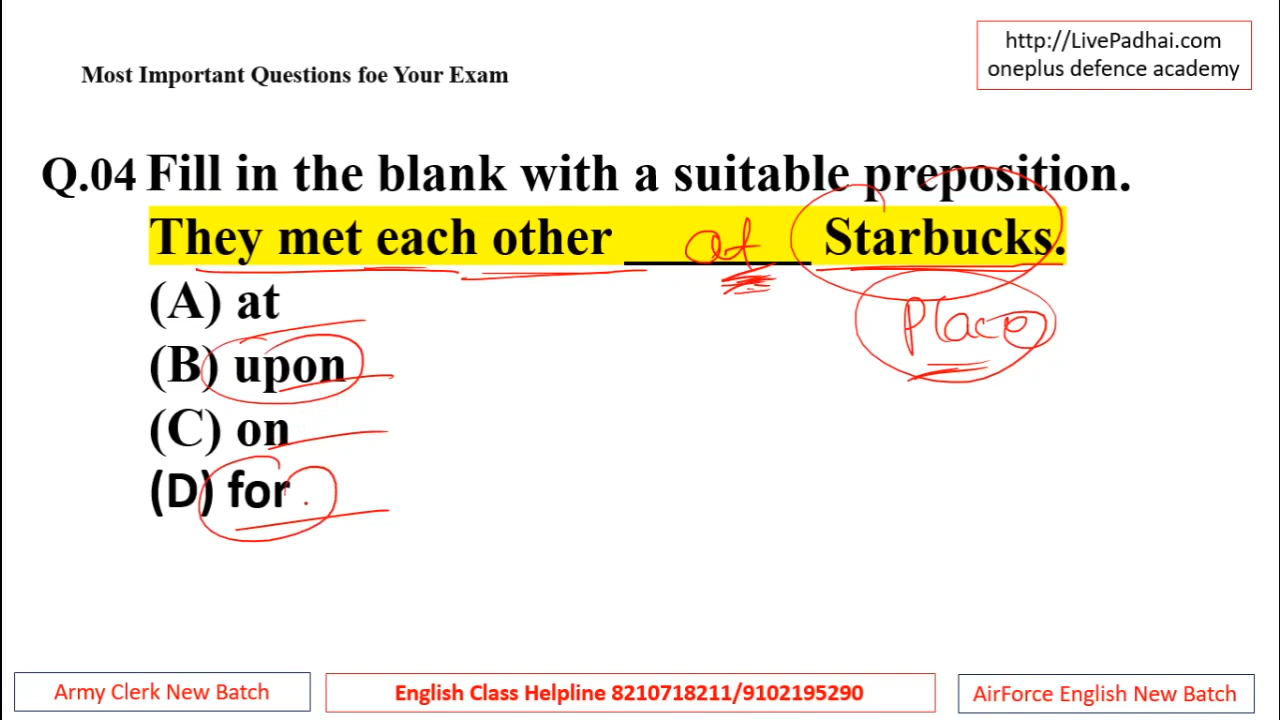 http://LivePadhai.com
oneplus defence academy
Most Important Questions foe Your Exam
Q.04 Fill in the blank with a suitable preposition.
They met each other ________ at Starbucks.
(A) at
Place
(B) upon
(C) on
(D) for
Army Clerk New Batch
English Class Helpline 8210718211/9102195290
AirForce English New Batch